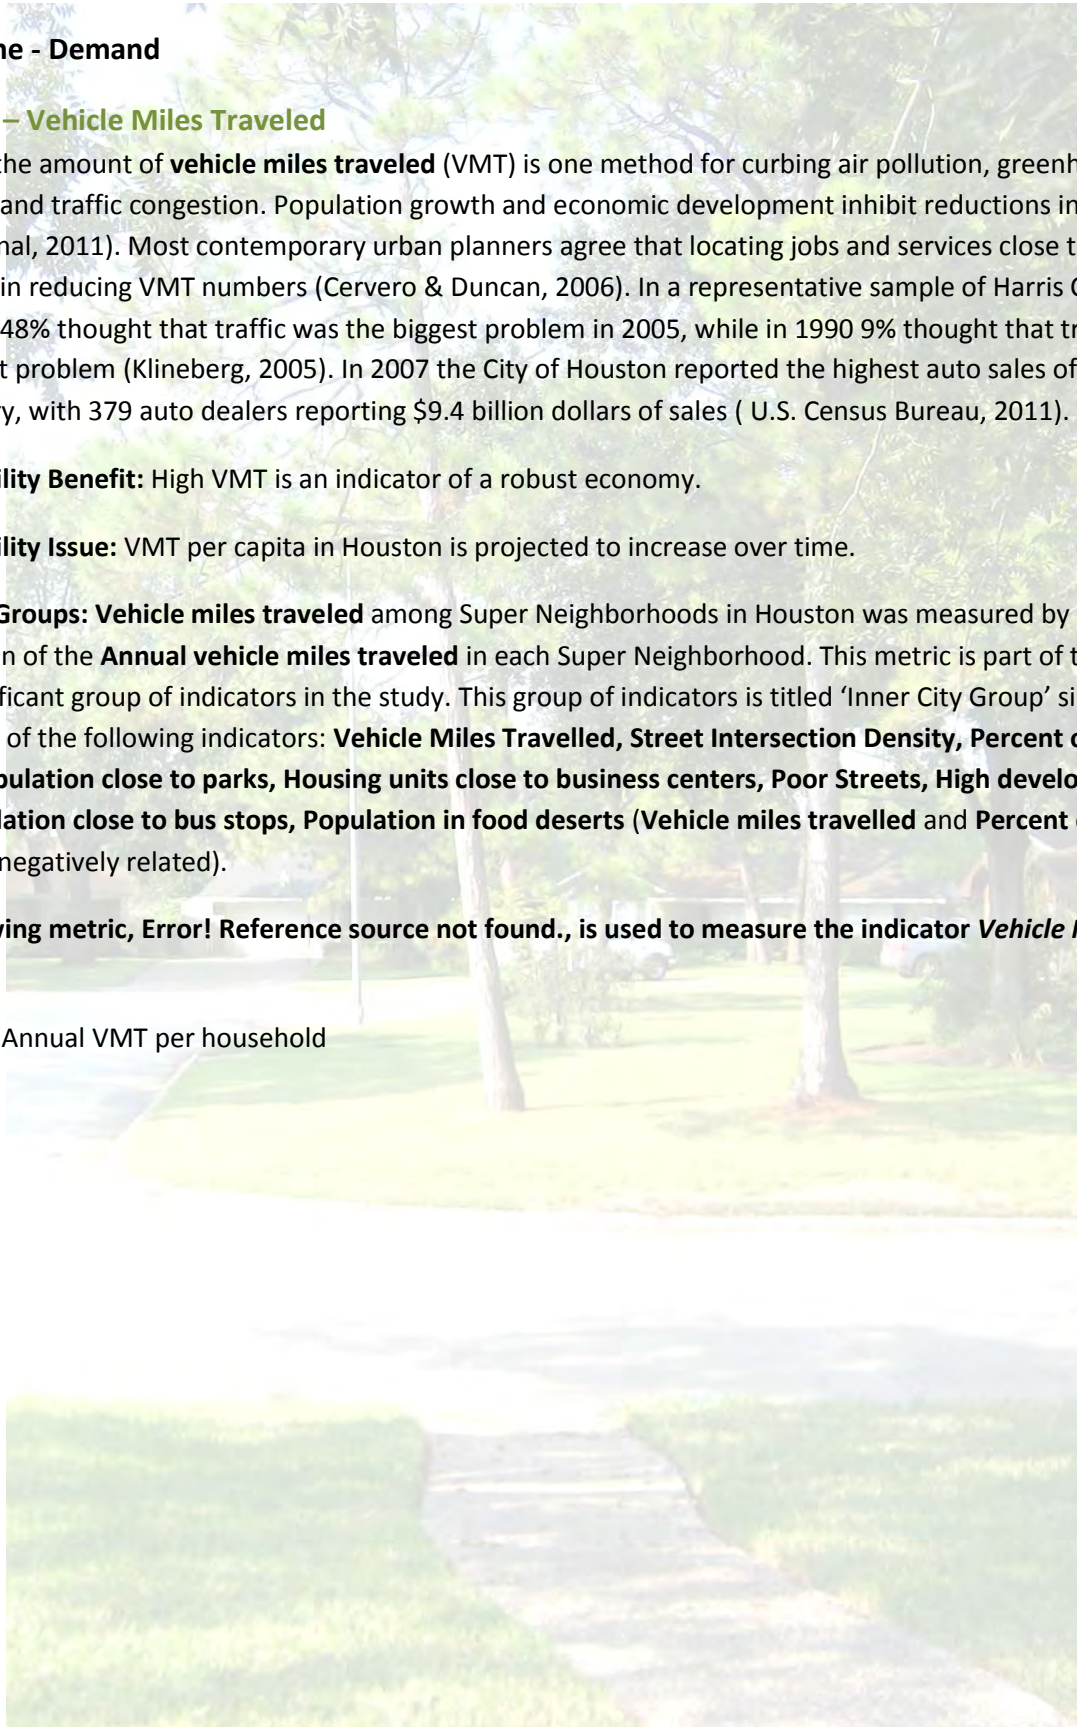 ne - Demand
– Vehicle Miles Traveled
the amount of vehicle miles traveled (VMT) is one method for curbing air pollution, greenh
and traffic congestion. Population growth and economic development inhibit reductions in
nal, 2011). Most contemporary urban planners agree that locating jobs and services close t
in reducing VMT numbers (Cervero & Duncan, 2006). In a representative sample of Harris C
48% thought that traffic was the biggest problem in 2005, while in 1990 9% thought that tr
t problem (Klineberg, 2005). In 2007 the City of Houston reported the highest auto sales of
ry, with 379 auto dealers reporting $9.4 billion dollars of sales ( U.S. Census Bureau, 2011).
ility Benefit: High VMT is an indicator of a robust economy.
ility Issue: VMT per capita in Houston is projected to increase over time.
Groups: Vehicle miles traveled among Super Neighborhoods in Houston was measured by
n of the Annual vehicle miles traveled in each Super Neighborhood. This metric is part of t
ficant group of indicators in the study. This group of indicators is titled ‘Inner City Group’ si
of the following indicators: Vehicle Miles Travelled, Street Intersection Density, Percent o
pulation close to parks, Housing units close to business centers, Poor Streets, High develo
lation close to bus stops, Population in food deserts (Vehicle miles travelled and Percent o
negatively related).
ving metric, Error! Reference source not found., is used to measure the indicator Vehicle M
Annual VMT per household